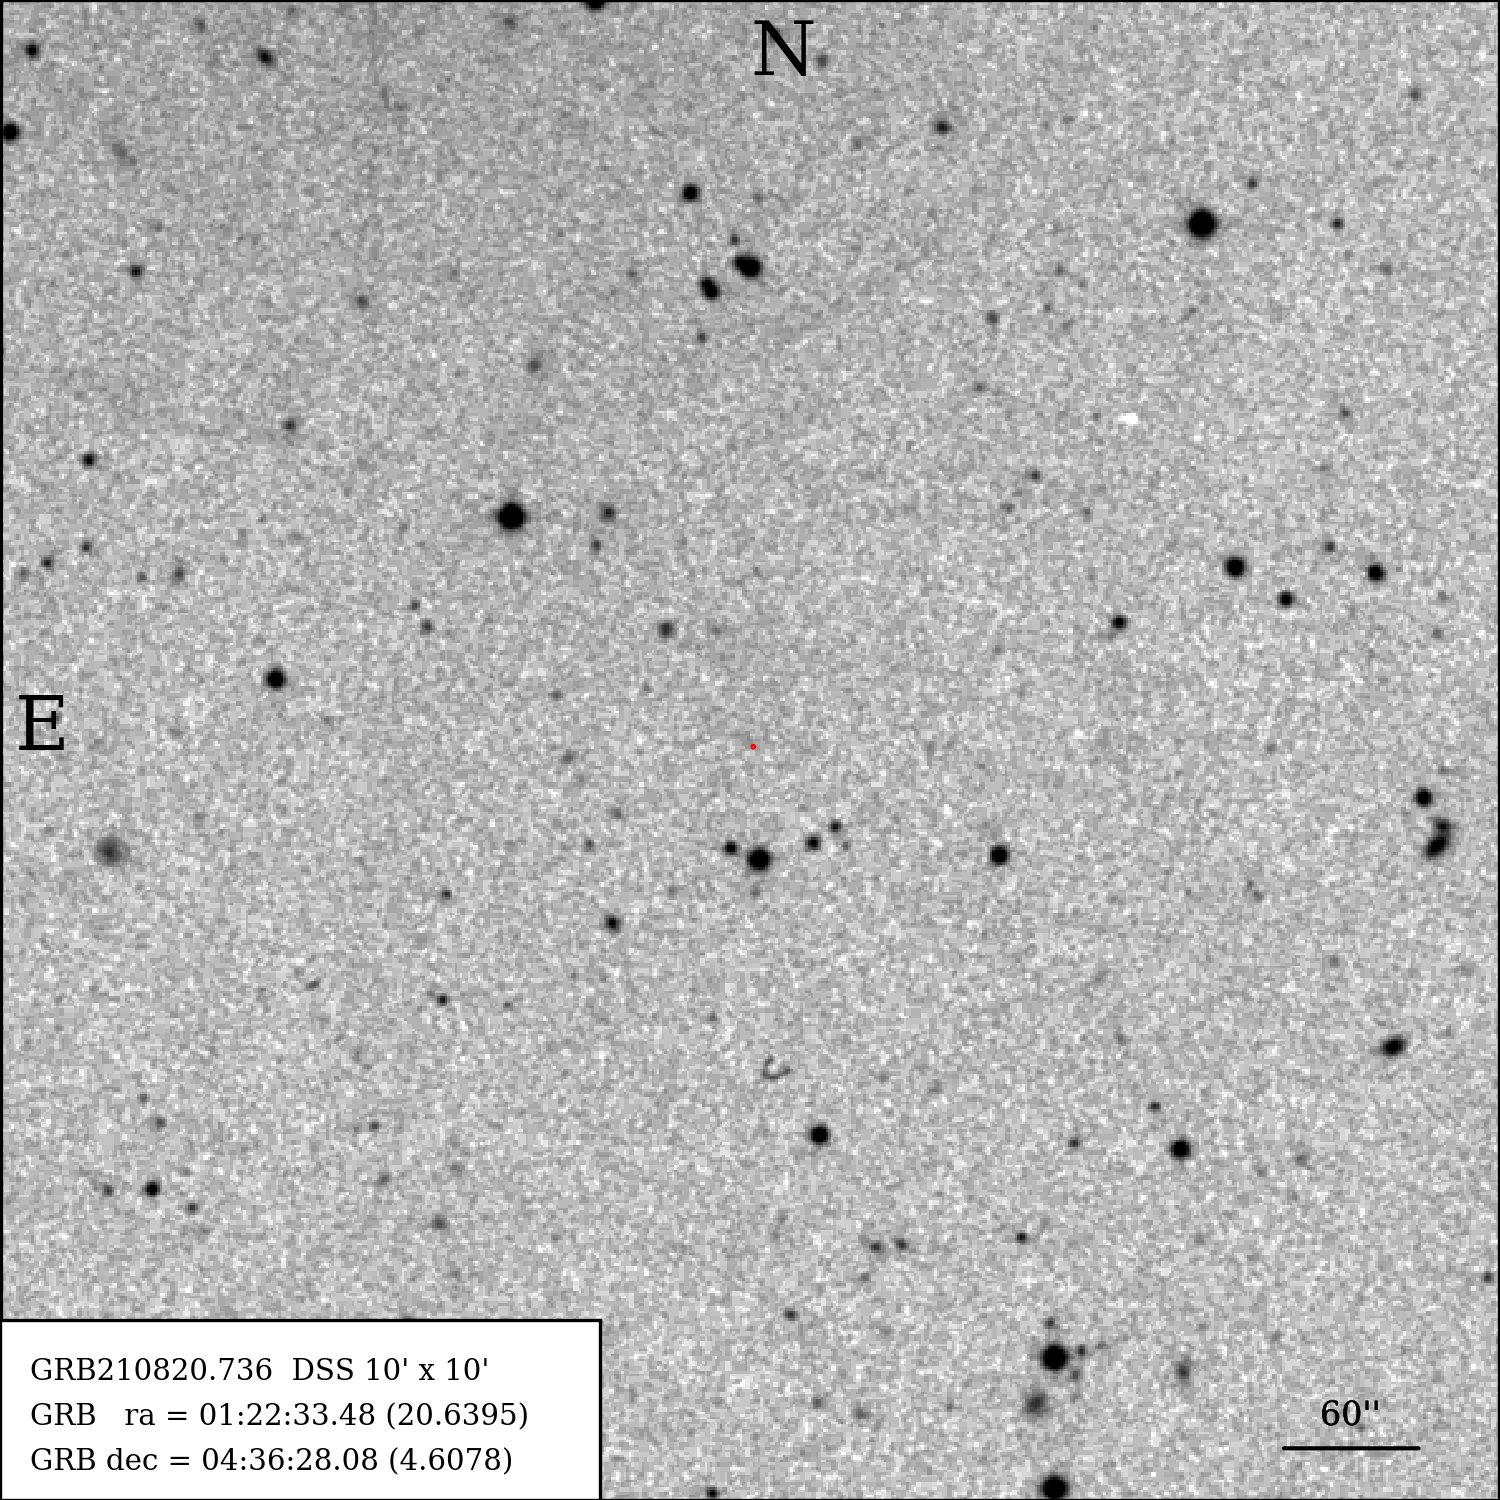 N
E
GRB210820.736 DSS 10' x 10'
GRB ra = 01:22:33.48 (20.6395)
GRB dec = 04:36:28.08 (4.6078)
60''